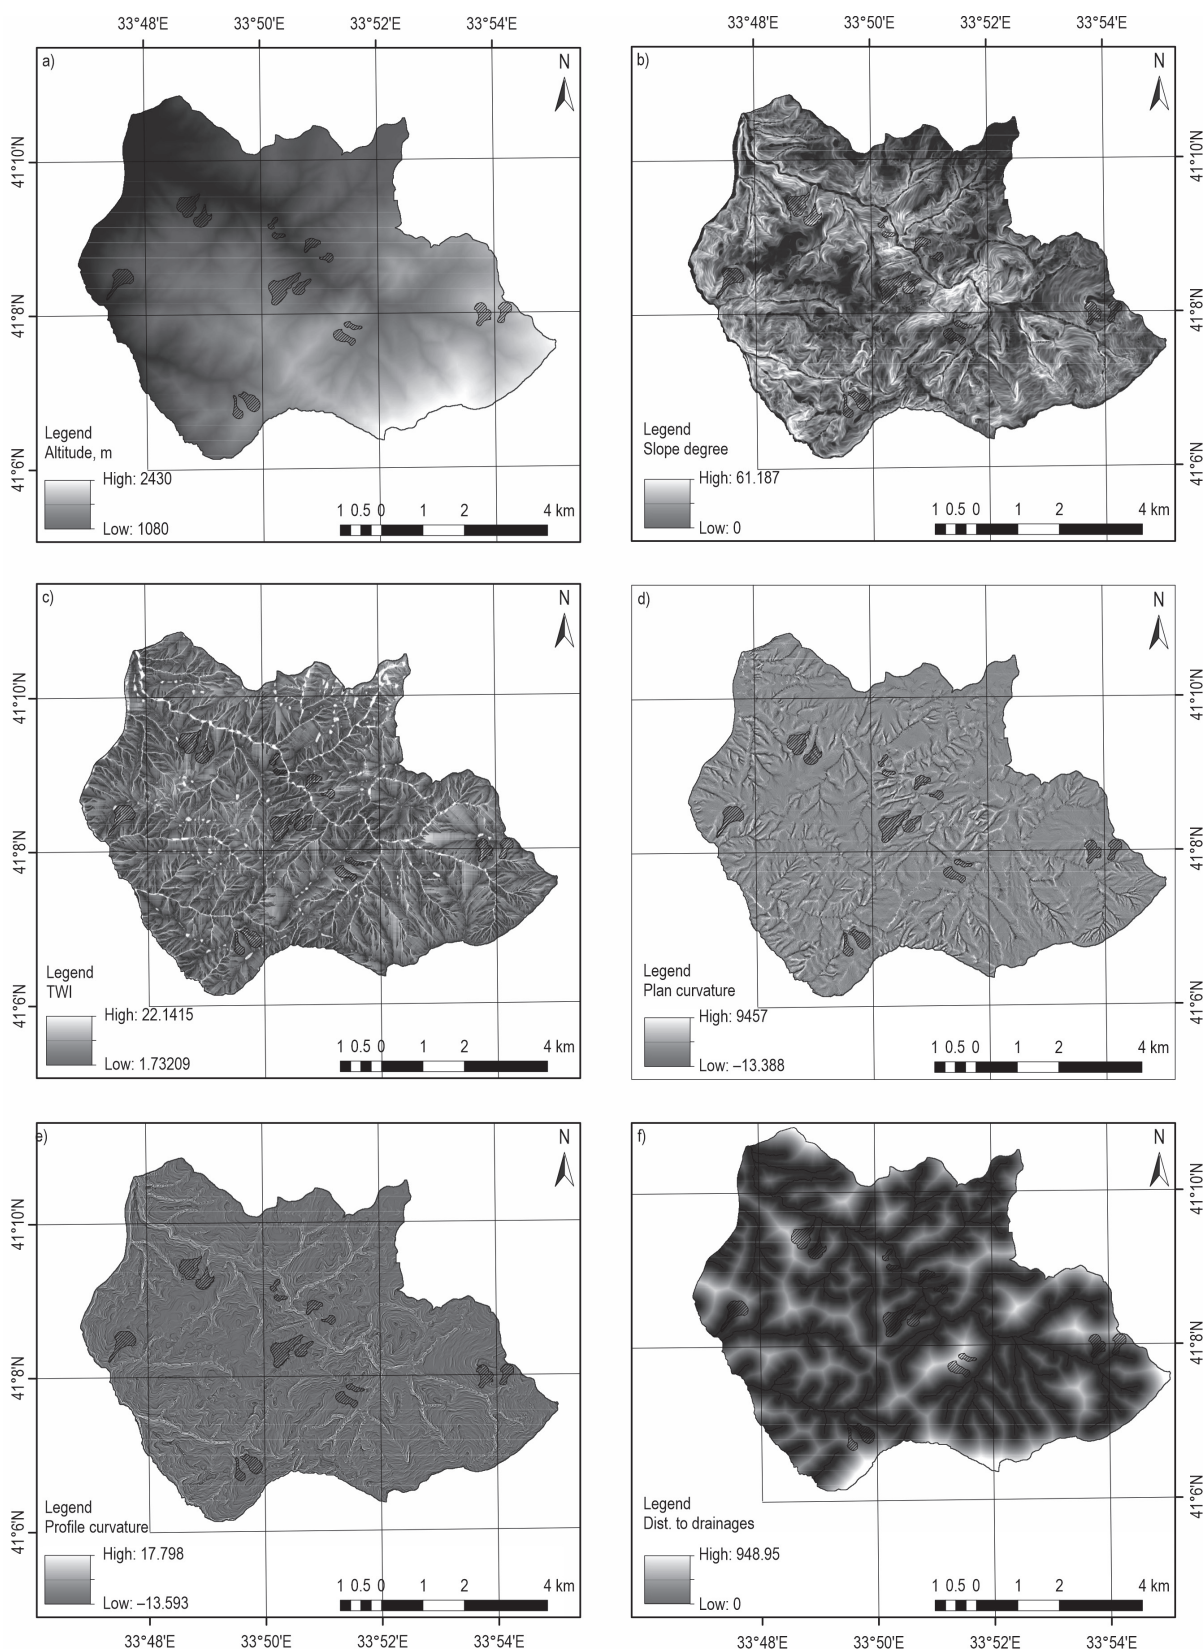 33°48'E 33°50'E 33°52'E 33°54'E 33°48'E 33°50'E 33°52'E 33°54'E
a)
N
41°10'N
41°8'N
41°6'N
Legend
Altitude, m
High: 2430
Low: 1080
1 0.5 0 1 2 4 km
b)
N
41°10'N
41°8'N
41°6'N
Legend
Slope degree
High: 61.187
Low: 0
1 0.5 0 1 2 4 km
c)
N
41°10'N
41°8'N
41°6'N
Legend
TWI
High: 22.1415
Low: 1.73209
1 0.5 0 1 2 4 km
d)
N
41°10'N
41°8'N
41°6'N
Legend
Plan curvature
High: 9457
Low: –13.388
1 0.5 0 1 2 4 km
e)
N
41°10'N
41°8'N
41°6'N
Legend
Profile curvature
High: 17.798
Low: –13.593
1 0.5 0 1 2 4 km
f)
N
41°10'N
41°8'N
41°6'N
Legend
Dist. to drainages
High: 948.95
Low: 0
1 0.5 0 1 2 4 km
33°48'E 33°50'E 33°52'E 33°54'E 33°48'E 33°50'E 33°52'E 33°54'E